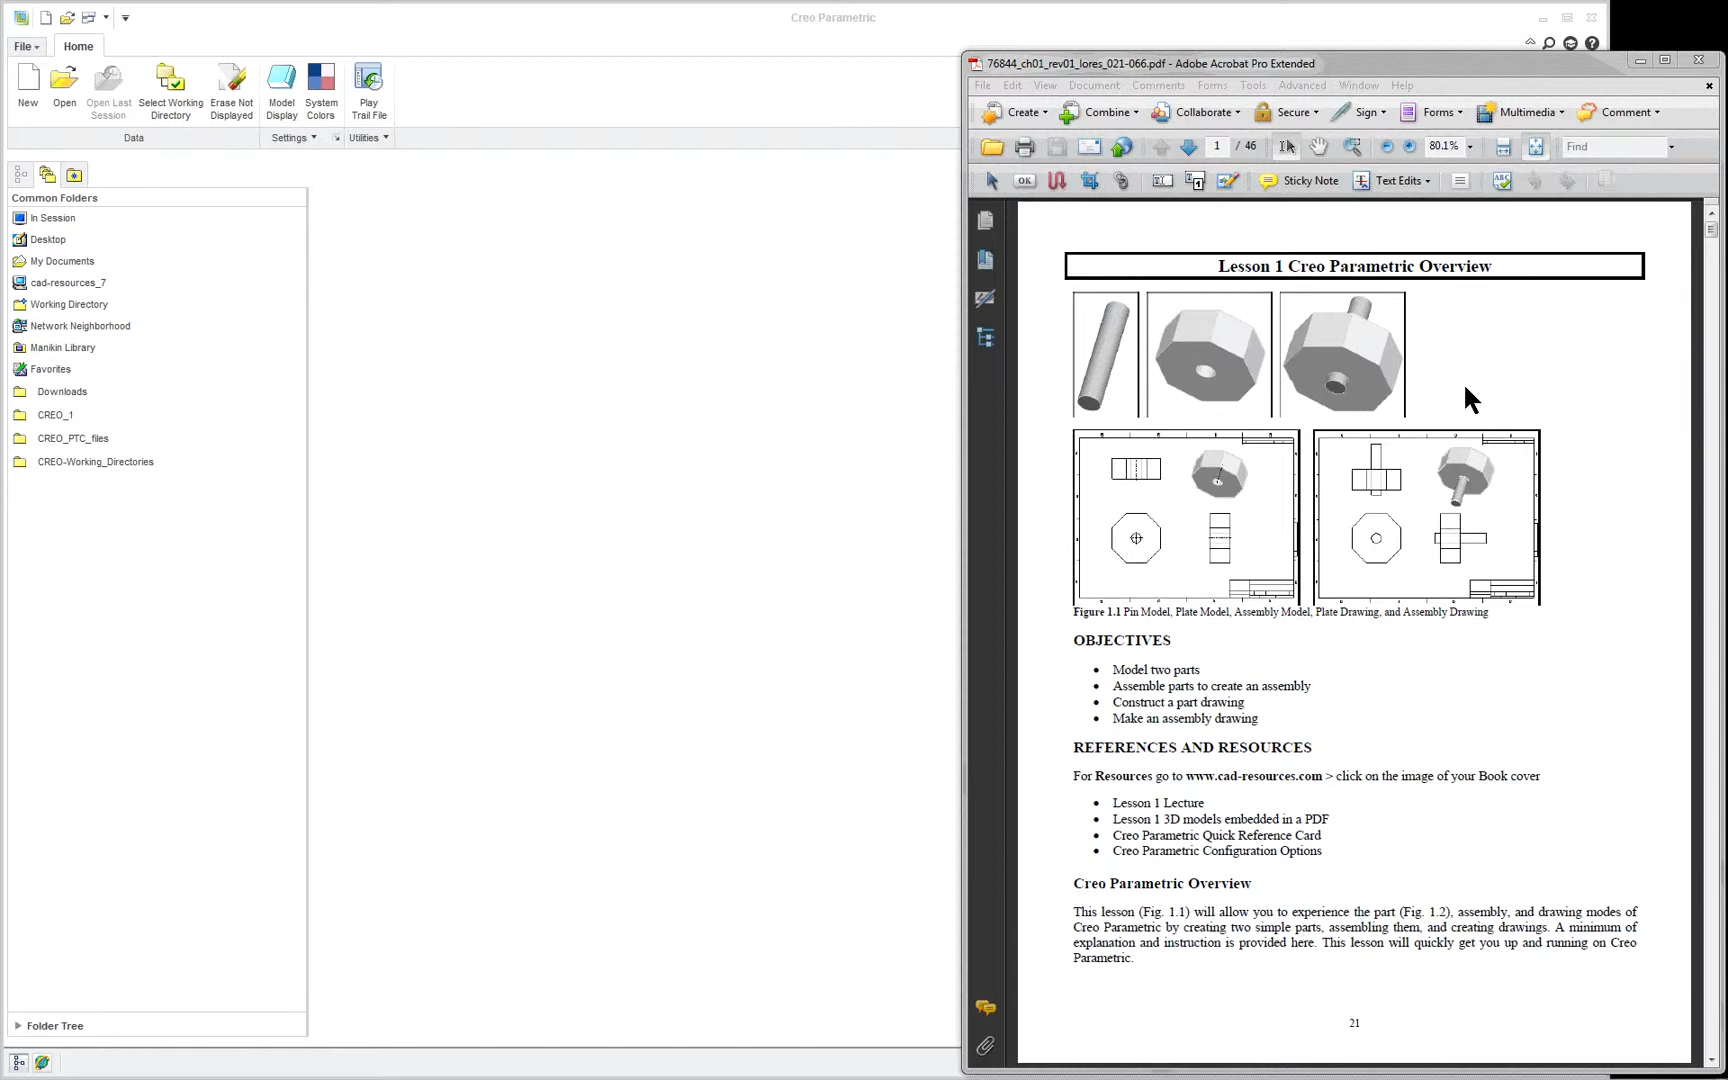 Creo Parametric
File
Home
New
Open
Open Last
Session
Select Working
Directory
Erase Not
Displayed
Model
Display
System
Colors
Play
Trail File
Data
Settings
Utilities
Common Folders
In Session
Desktop
My Documents
cad-resources_7
Working Directory
Network Neighborhood
Manikin Library
Favorites
Downloads
CREO_1
CREO_PTC_files
CREO-Working_Directories
Folder Tree
76844_ch01_rev01_lores_021-066.pdf - Adobe Acrobat Pro Extended
File Edit View Document Comments Forms Tools Advanced Window Help
Create Combine Collaborate Secure Sign Forms Multimedia Comment
1 / 46 80.1% Find
OK Sticky Note Text Edits
Lesson 1 Creo Parametric Overview
Figure 1.1 Pin Model, Plate Model, Assembly Model, Plate Drawing, and Assembly Drawing
OBJECTIVES
• Model two parts
• Assemble parts to create an assembly
• Construct a part drawing
• Make an assembly drawing
REFERENCES AND RESOURCES
For Resources go to www.cad-resources.com > click on the image of your Book cover
• Lesson 1 Lecture
• Lesson 1 3D models embedded in a PDF
• Creo Parametric Quick Reference Card
• Creo Parametric Configuration Options
Creo Parametric Overview
This lesson (Fig. 1.1) will allow you to experience the part (Fig. 1.2), assembly, and drawing modes of
Creo Parametric by creating two simple parts, assembling them, and creating drawings. A minimum of
explanation and instruction is provided here. This lesson will quickly get you up and running on Creo
Parametric.
21